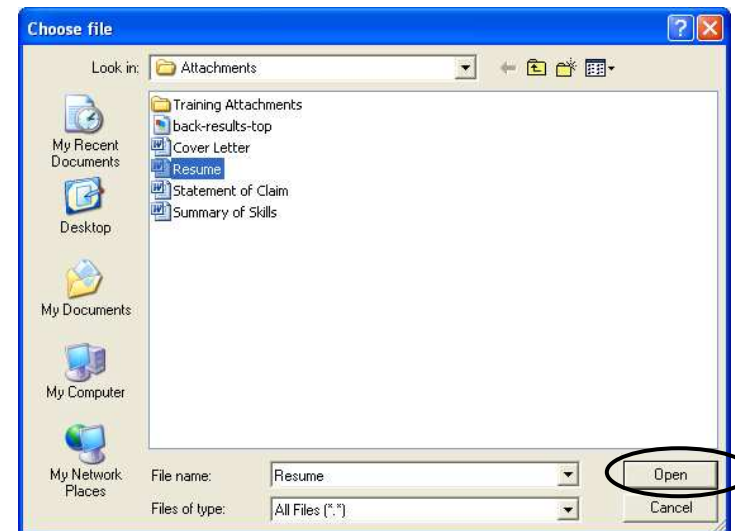 Choose file
Look in: Attachments
My Recent
Documents
Desktop
My Documents
My Computer
My Network
Places
Training Attachments
back-results-top
Cover Letter
Resume
Statement of Claim
Summary of Skills
File name: Resume Open
Files of type: All Files (*.*) Cancel